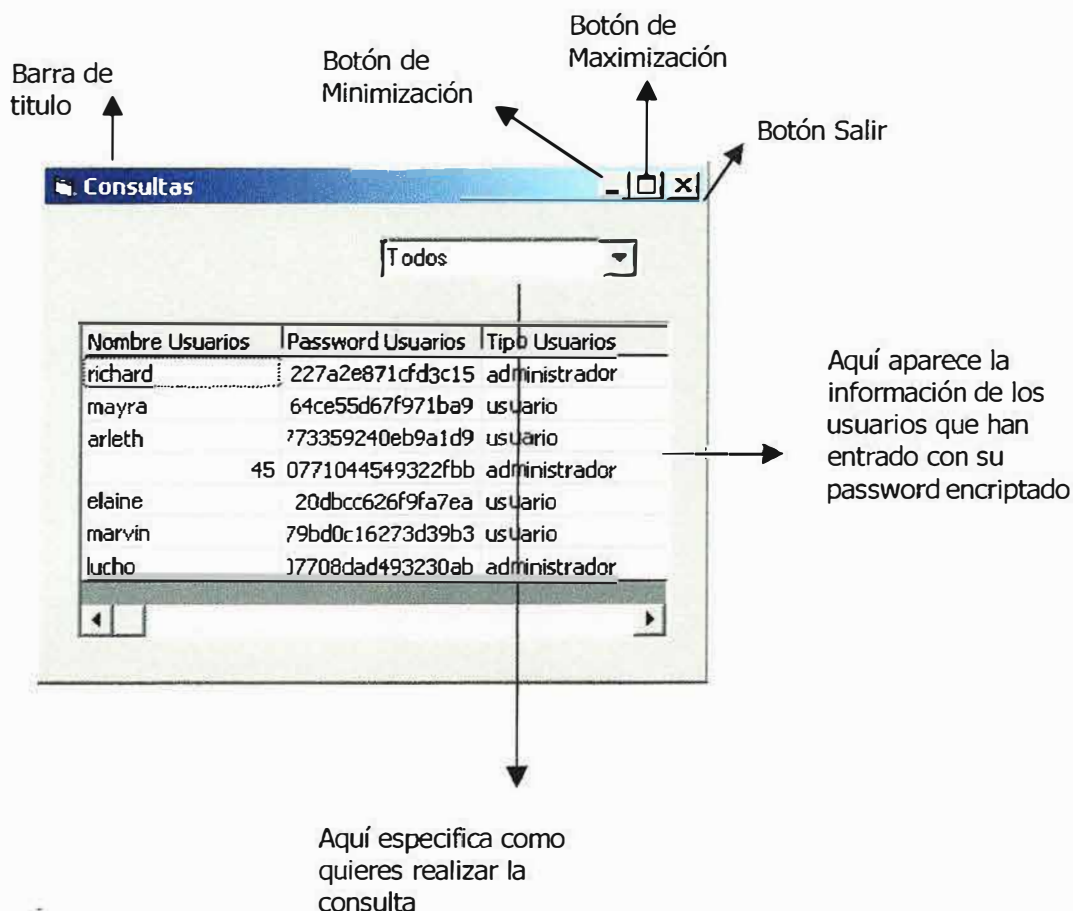 Botón de
Maximización
Botón de
Minimización
Barra de
titulo
Botón Salir
Consultas
Todos
Nombre Usuarios Password Usuarios Tipo Usuarios
richard 227a2e871cfd3c15 administrador
mayra 64ce55d67f971ba9 usuario
arleth 773359240eb9a1d9 usuario
45 0771044549322fbb administrador
elaine 20dbcc626f9fa7ea usuario
marvin 79bd0c16273d39b3 usuario
lucho 17708dad493230ab administrador
Aquí aparece la
información de los
usuarios que han
entrado con su
password encriptado
Aquí especifica como
quieres realizar la
consulta